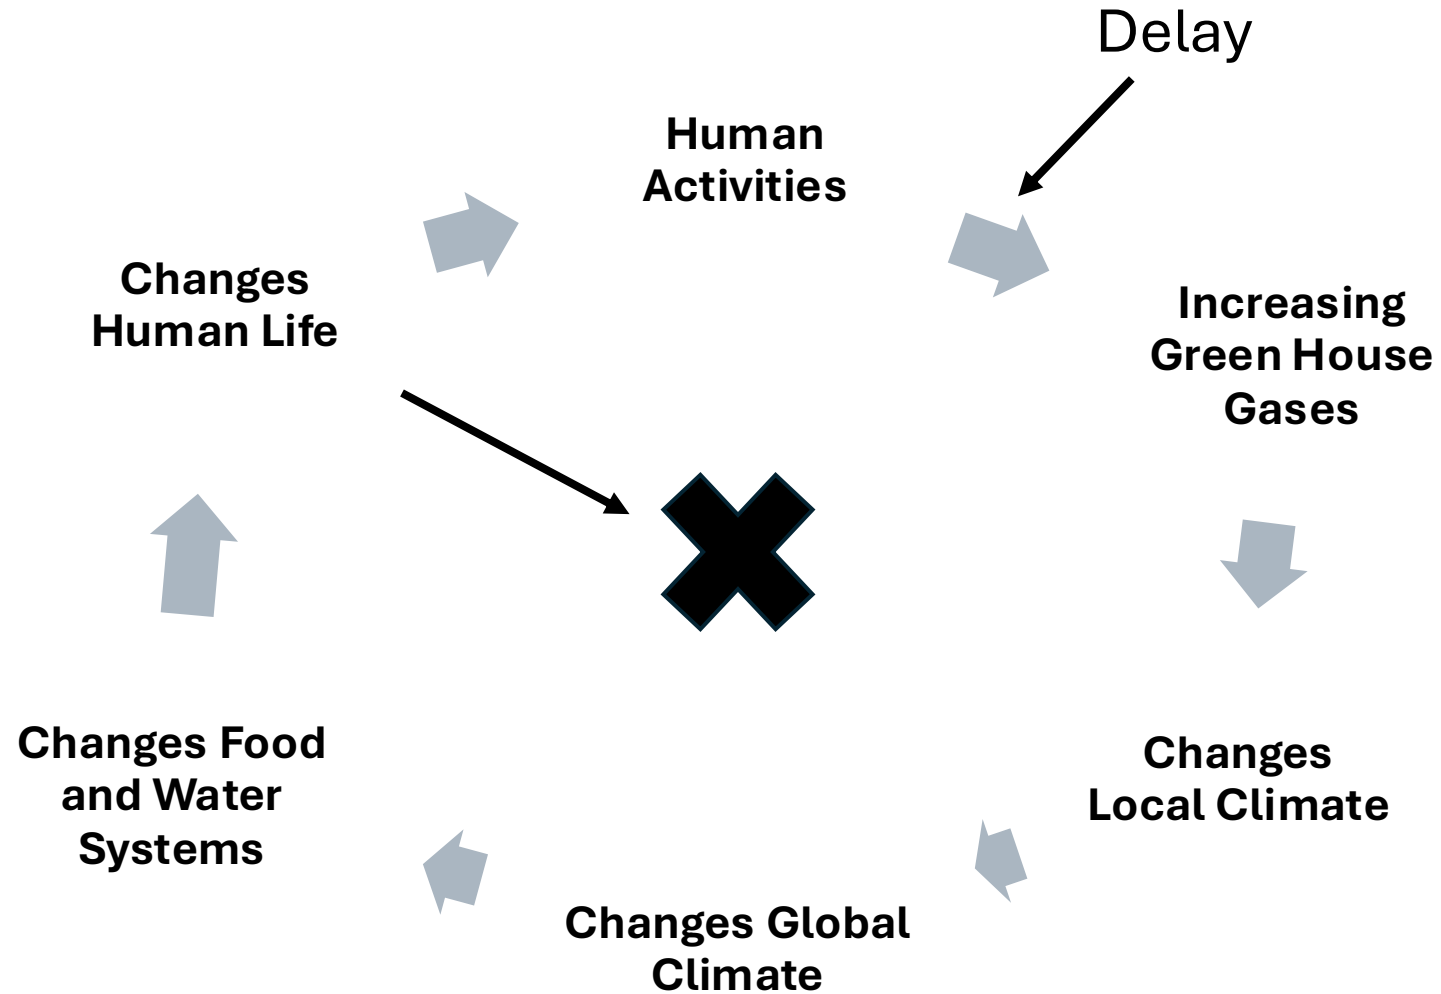 Delay
Human
Activities
Increasing
Green House
Gases
Changes
Local Climate
Changes Global
Climate
Changes Food
and Water
Systems
Changes
Human Life